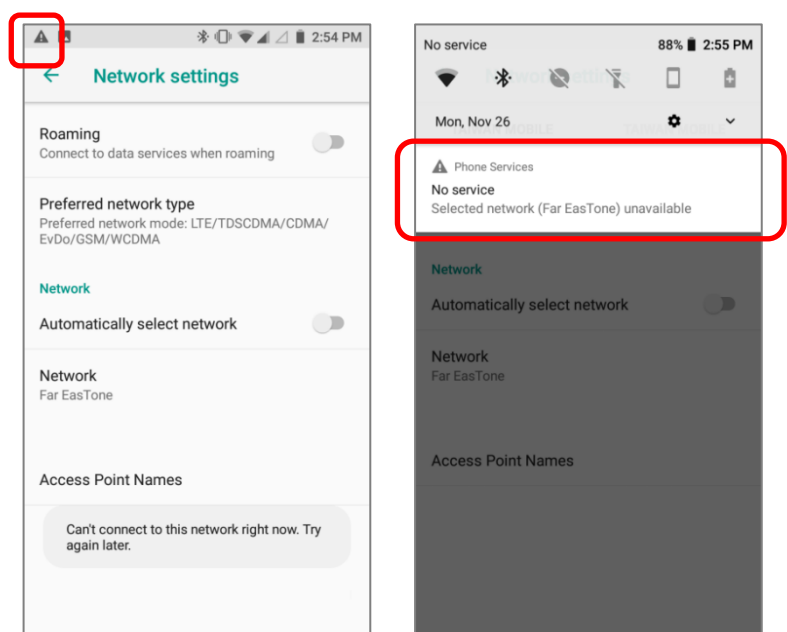 2:54 PM
Network settings
Roaming
Connect to data services when roaming
Preferred network type
Preferred network mode: LTE/TDSCDMA/CDMA/
EvDo/GSM/WCDMA
Network
Automatically select network
Network
Far EasTone
Access Point Names
Can't connect to this network right now. Try
again later.
No service 88% 2:55 PM
Network settings
Mon, Nov 26
Phone Services
No service
Selected network (Far EasTone) unavailable
Network
Automatically select network
Network
Far EasTone
Access Point Names